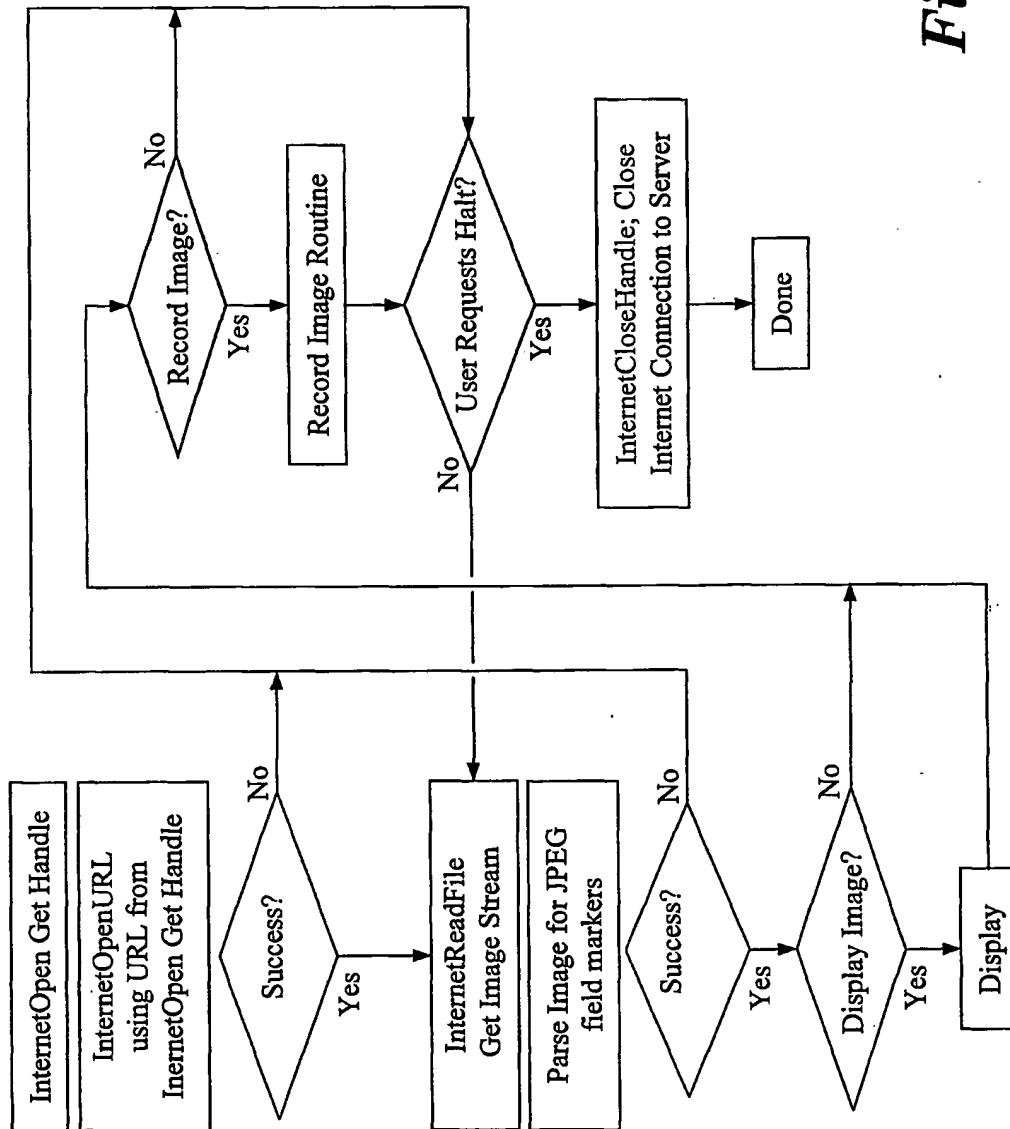 InternetOpen Get Handle
InternetOpenURL
using URL from
InernetOpen Get Handle
Success?
No
Yes
InternetReadFile
Get Image Stream
Parse Image for JPEG
field markers
Success?
No
Yes
Display Image?
No
Yes
Display
Record Image?
No
Yes
Record Image Routine
User Requests Halt?
No
Yes
InternetCloseHandle; Close
Internet Connection to Server
Done